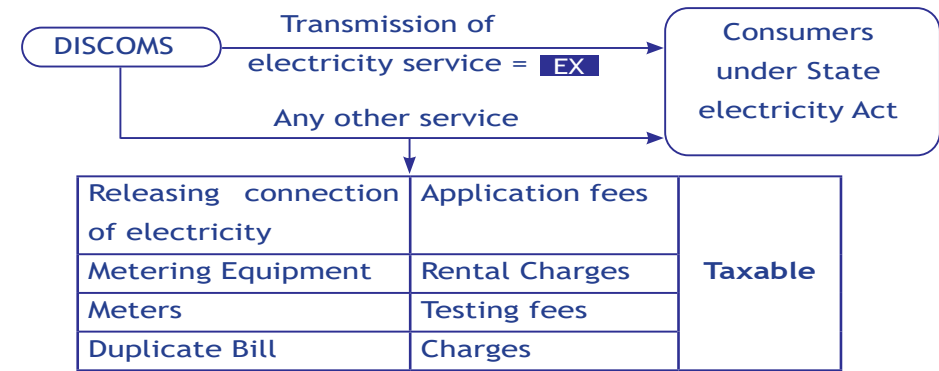 DISCOMS
Transmission of
electricity service = EX
Consumers
under State
electricity Act
Any other service
Releasing connection
of electricity
Application fees
Metering Equipment
Rental Charges
Taxable
Meters
Testing fees
Duplicate Bill
Charges